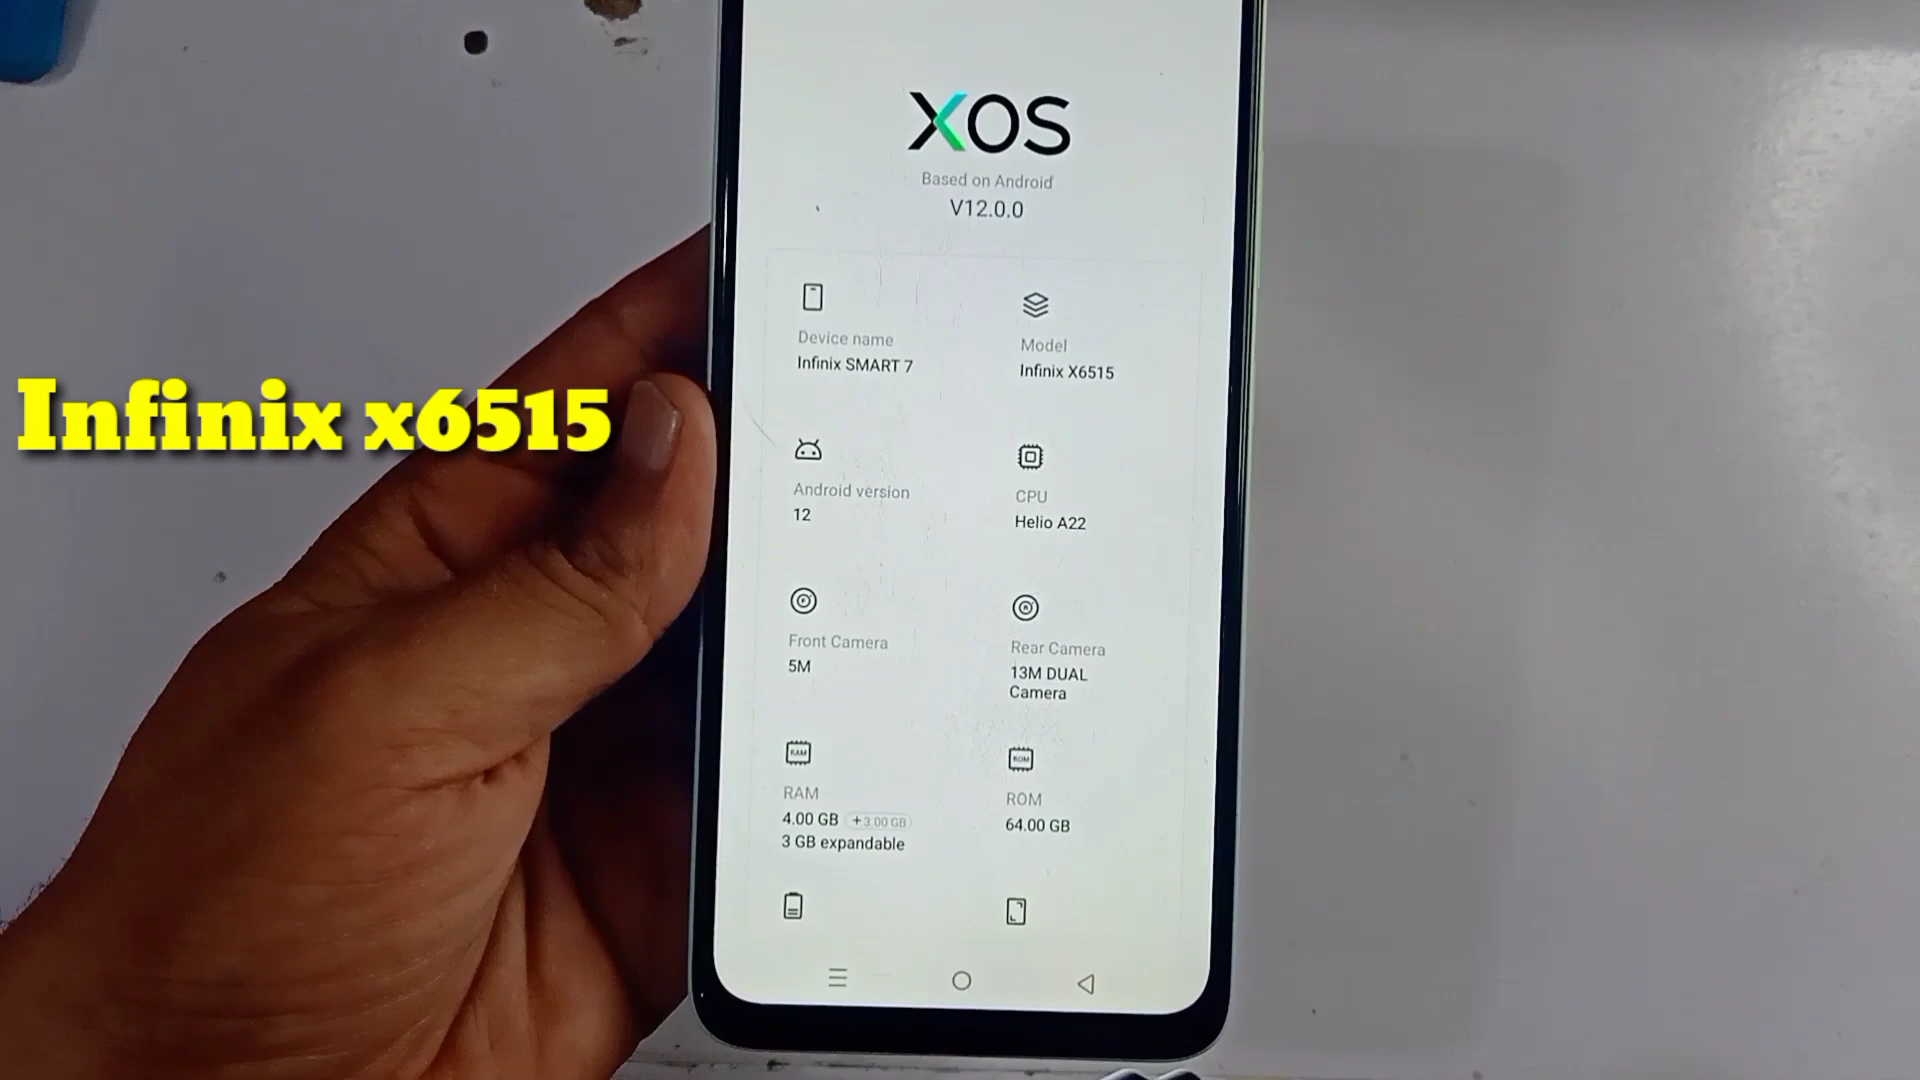 XOS
Based on Android
V12.0.0
Device name
Infinix SMART 7
Model
Infinix X6515
Infinix x6515
Android version
12
CPU
Helio A22
Front Camera
5M
Rear Camera
13M DUAL
Camera
RAM
ROM
RAM
4.00 GB +3.00 GB
3 GB expandable
ROM
64.00 GB